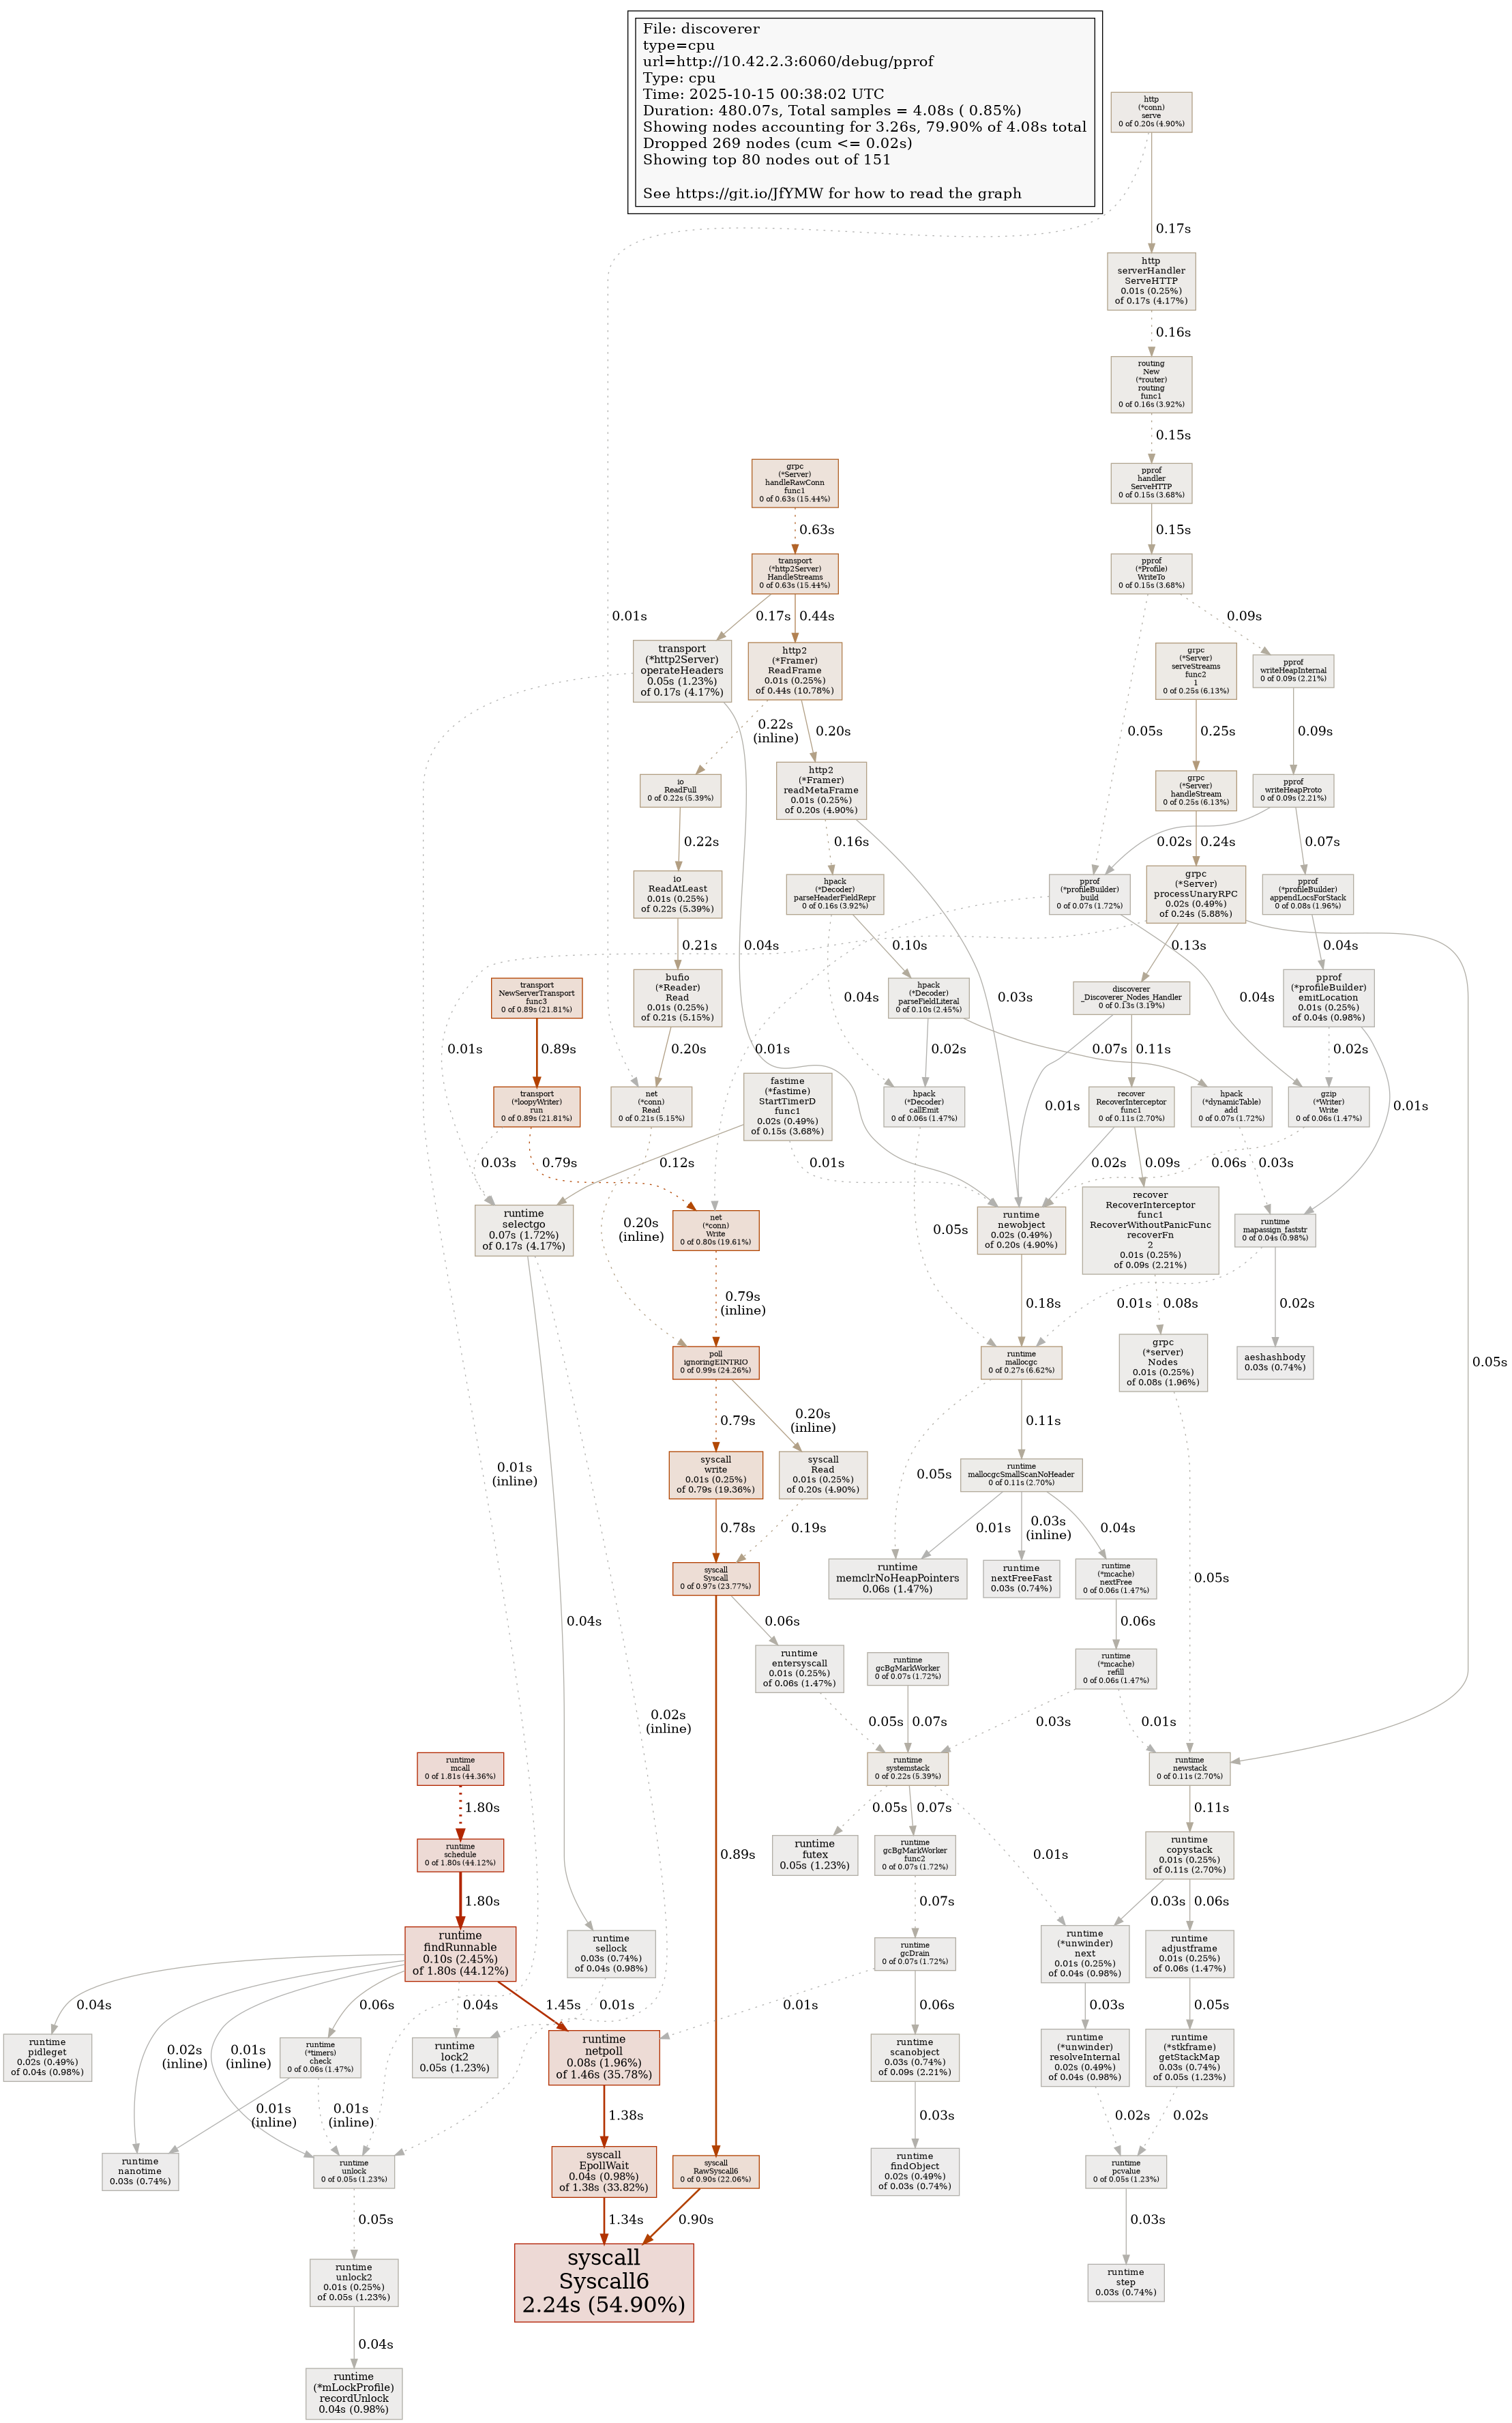 File: discoverer
type=cpu
url=http://10.42.2.3:6060/debug/pprof
Type: cpu
Time: 2025-10-15 00:38:02 UTC
Duration: 480.07s, Total samples = 4.08s ( 0.85%)
Showing nodes accounting for 3.26s, 79.90% of 4.08s total
Dropped 269 nodes (cum <= 0.02s)
Showing top 80 nodes out of 151
See https://git.io/JfYMW for how to read the graph
http
(*conn)
serve
0 of 0.20s (4.90%)
0.17s
http
serverHandler
ServeHTTP
0.01s (0.25%)
of 0.17s (4.17%)
0.16s
routing
New
(*router)
routing
func1
0 of 0.16s (3.92%)
0.15s
grpc
(*Server)
handleRawConn
func1
0 of 0.63s (15.44%)
pprof
handler
ServeHTTP
0 of 0.15s (3.68%)
0.63s
0.15s
transport
(*http2Server)
HandleStreams
0 of 0.63s (15.44%)
pprof
(*Profile)
WriteTo
0 of 0.15s (3.68%)
0.01s
0.17s
0.44s
0.09s
transport
(*http2Server)
operateHeaders
0.05s (1.23%)
of 0.17s (4.17%)
http2
(*Framer)
ReadFrame
0.01s (0.25%)
of 0.44s (10.78%)
grpc
(*Server)
serveStreams
func2
1
0 of 0.25s (6.13%)
pprof
writeHeapInternal
0 of 0.09s (2.21%)
0.22s
(inline)
0.20s
0.05s
0.25s
0.09s
io
ReadFull
0 of 0.22s (5.39%)
http2
(*Framer)
readMetaFrame
0.01s (0.25%)
of 0.20s (4.90%)
grpc
(*Server)
handleStream
0 of 0.25s (6.13%)
pprof
writeHeapProto
0 of 0.09s (2.21%)
0.22s
0.16s
0.02s
0.24s
0.07s
io
ReadAtLeast
0.01s (0.25%)
of 0.22s (5.39%)
hpack
(*Decoder)
parseHeaderFieldRepr
0 of 0.16s (3.92%)
pprof
(*profileBuilder)
build
0 of 0.07s (1.72%)
grpc
(*Server)
processUnaryRPC
0.02s (0.49%)
of 0.24s (5.88%)
pprof
(*profileBuilder)
appendLocsForStack
0 of 0.08s (1.96%)
0.21s
0.04s
0.10s
0.13s
0.04s
transport
NewServerTransport
func3
0 of 0.89s (21.81%)
bufio
(*Reader)
Read
0.01s (0.25%)
of 0.21s (5.15%)
0.04s
hpack
(*Decoder)
parseFieldLiteral
0 of 0.10s (2.45%)
0.03s
discoverer
_Discoverer_Nodes_Handler
0 of 0.13s (3.19%)
0.04s
pprof
(*profileBuilder)
emitLocation
0.01s (0.25%)
of 0.04s (0.98%)
0.01s
0.89s
0.20s
0.01s
0.02s
0.07s
0.11s
0.02s
transport
(*loopyWriter)
run
0 of 0.89s (21.81%)
net
(*conn)
Read
0 of 0.21s (5.15%)
fastime
(*fastime)
StartTimerD
func1
0.02s (0.49%)
of 0.15s (3.68%)
hpack
(*Decoder)
callEmit
0 of 0.06s (1.47%)
0.01s
recover
RecoverInterceptor
func1
0 of 0.11s (2.70%)
hpack
(*dynamicTable)
add
0 of 0.07s (1.72%)
gzip
(*Writer)
Write
0 of 0.06s (1.47%)
0.01s
0.03s
0.79s
0.12s
0.01s
0.02s
0.09s
0.06s
0.03s
runtime
selectgo
0.07s (1.72%)
of 0.17s (4.17%)
0.20s
(inline)
net
(*conn)
Write
0 of 0.80s (19.61%)
0.05s
runtime
newobject
0.02s (0.49%)
of 0.20s (4.90%)
recover
RecoverInterceptor
func1
RecoverWithoutPanicFunc
recoverFn
2
0.01s (0.25%)
of 0.09s (2.21%)
runtime
mapassign_faststr
0 of 0.04s (0.98%)
0.79s
(inline)
0.18s
0.01s
0.08s
0.02s
poll
ignoringEINTRIO
0 of 0.99s (24.26%)
runtime
mallocgc
0 of 0.27s (6.62%)
grpc
(*server)
Nodes
0.01s (0.25%)
of 0.08s (1.96%)
aeshashbody
0.03s (0.74%)
0.05s
0.79s
0.20s
(inline)
0.11s
0.01s
(inline)
syscall
write
0.01s (0.25%)
of 0.79s (19.36%)
syscall
Read
0.01s (0.25%)
of 0.20s (4.90%)
0.05s
runtime
mallocgcSmallScanNoHeader
0 of 0.11s (2.70%)
0.78s
0.19s
0.01s
0.03s
(inline)
0.04s
syscall
Syscall
0 of 0.97s (23.77%)
runtime
memclrNoHeapPointers
0.06s (1.47%)
runtime
nextFreeFast
0.03s (0.74%)
runtime
(*mcache)
nextFree
0 of 0.06s (1.47%)
0.05s
0.04s
0.06s
0.06s
runtime
entersyscall
0.01s (0.25%)
of 0.06s (1.47%)
runtime
gcBgMarkWorker
0 of 0.07s (1.72%)
runtime
(*mcache)
refill
0 of 0.06s (1.47%)
0.02s
(inline)
0.05s
0.07s
0.03s
0.01s
runtime
mcall
0 of 1.81s (44.36%)
runtime
systemstack
0 of 0.22s (5.39%)
runtime
newstack
0 of 0.11s (2.70%)
1.80s
0.05s
0.07s
0.11s
runtime
schedule
0 of 1.80s (44.12%)
0.89s
runtime
futex
0.05s (1.23%)
runtime
gcBgMarkWorker
func2
0 of 0.07s (1.72%)
0.01s
runtime
copystack
0.01s (0.25%)
of 0.11s (2.70%)
1.80s
0.07s
0.03s
0.06s
runtime
findRunnable
0.10s (2.45%)
of 1.80s (44.12%)
runtime
sellock
0.03s (0.74%)
of 0.04s (0.98%)
runtime
gcDrain
0 of 0.07s (1.72%)
runtime
(*unwinder)
next
0.01s (0.25%)
of 0.04s (0.98%)
runtime
adjustframe
0.01s (0.25%)
of 0.06s (1.47%)
0.04s
0.06s
0.04s
1.45s
0.01s
0.01s
0.06s
0.03s
0.05s
runtime
pidleget
0.02s (0.49%)
of 0.04s (0.98%)
0.02s
(inline)
0.01s
(inline)
runtime
(*timers)
check
0 of 0.06s (1.47%)
runtime
lock2
0.05s (1.23%)
runtime
netpoll
0.08s (1.96%)
of 1.46s (35.78%)
runtime
scanobject
0.03s (0.74%)
of 0.09s (2.21%)
runtime
(*unwinder)
resolveInternal
0.02s (0.49%)
of 0.04s (0.98%)
runtime
(*stkframe)
getStackMap
0.03s (0.74%)
of 0.05s (1.23%)
0.01s
(inline)
0.01s
(inline)
1.38s
0.03s
0.02s
0.02s
runtime
nanotime
0.03s (0.74%)
runtime
unlock
0 of 0.05s (1.23%)
syscall
EpollWait
0.04s (0.98%)
of 1.38s (33.82%)
syscall
RawSyscall6
0 of 0.90s (22.06%)
runtime
findObject
0.02s (0.49%)
of 0.03s (0.74%)
runtime
pcvalue
0 of 0.05s (1.23%)
0.05s
1.34s
0.90s
0.03s
runtime
unlock2
0.01s (0.25%)
of 0.05s (1.23%)
syscall
Syscall6
2.24s (54.90%)
runtime
step
0.03s (0.74%)
0.04s
runtime
(*mLockProfile)
recordUnlock
0.04s (0.98%)